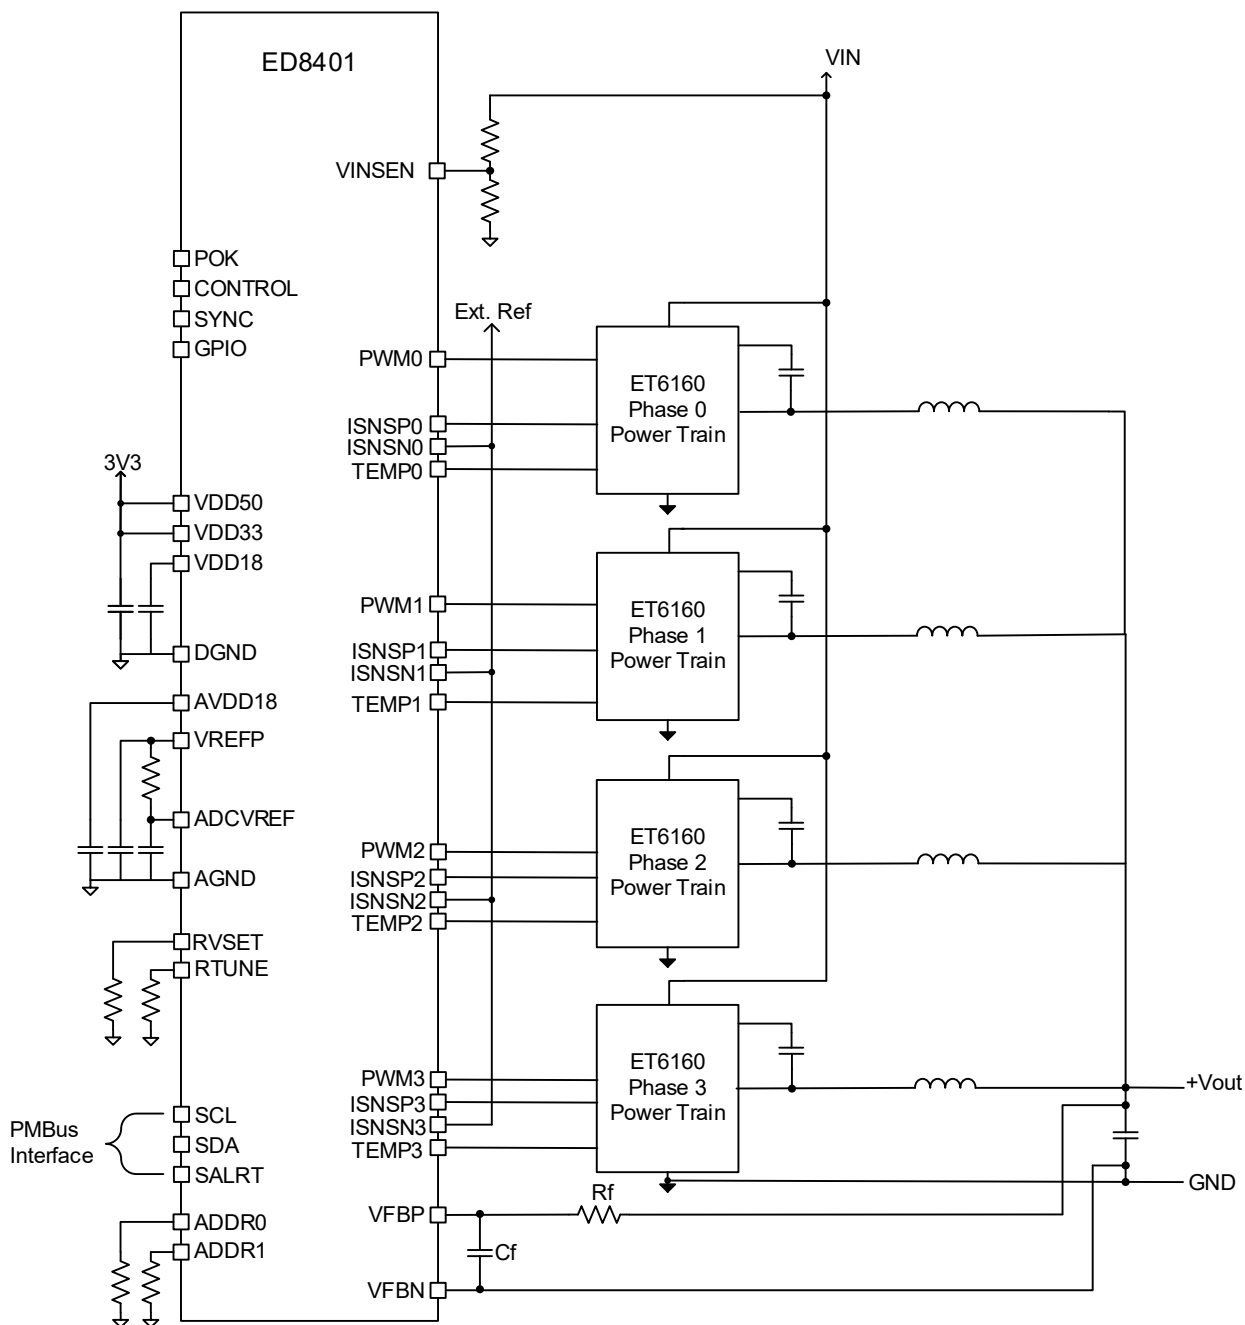 ED8401
VIN
VINSEN
POK
CONTROL
SYNC
GPIO
Ext. Ref
PWM0
ISNSP0
ISNSN0
TEMP0
ET6160
Phase 0
Power Train
3V3
VDD50
VDD33
VDD18
DGND
PWM1
ISNSP1
ISNSN1
TEMP1
ET6160
Phase 1
Power Train
AVDD18
VREFP
ADCVREF
AGND
PWM2
ISNSP2
ISNSN2
TEMP2
ET6160
Phase 2
Power Train
RVSET
RTUNE
PWM3
ISNSP3
ISNSN3
TEMP3
ET6160
Phase 3
Power Train
+Vout
GND
PMBus
Interface
SCL
SDA
SALRT
ADDR0
ADDR1
VFBP
Rf
Cf
VFBN